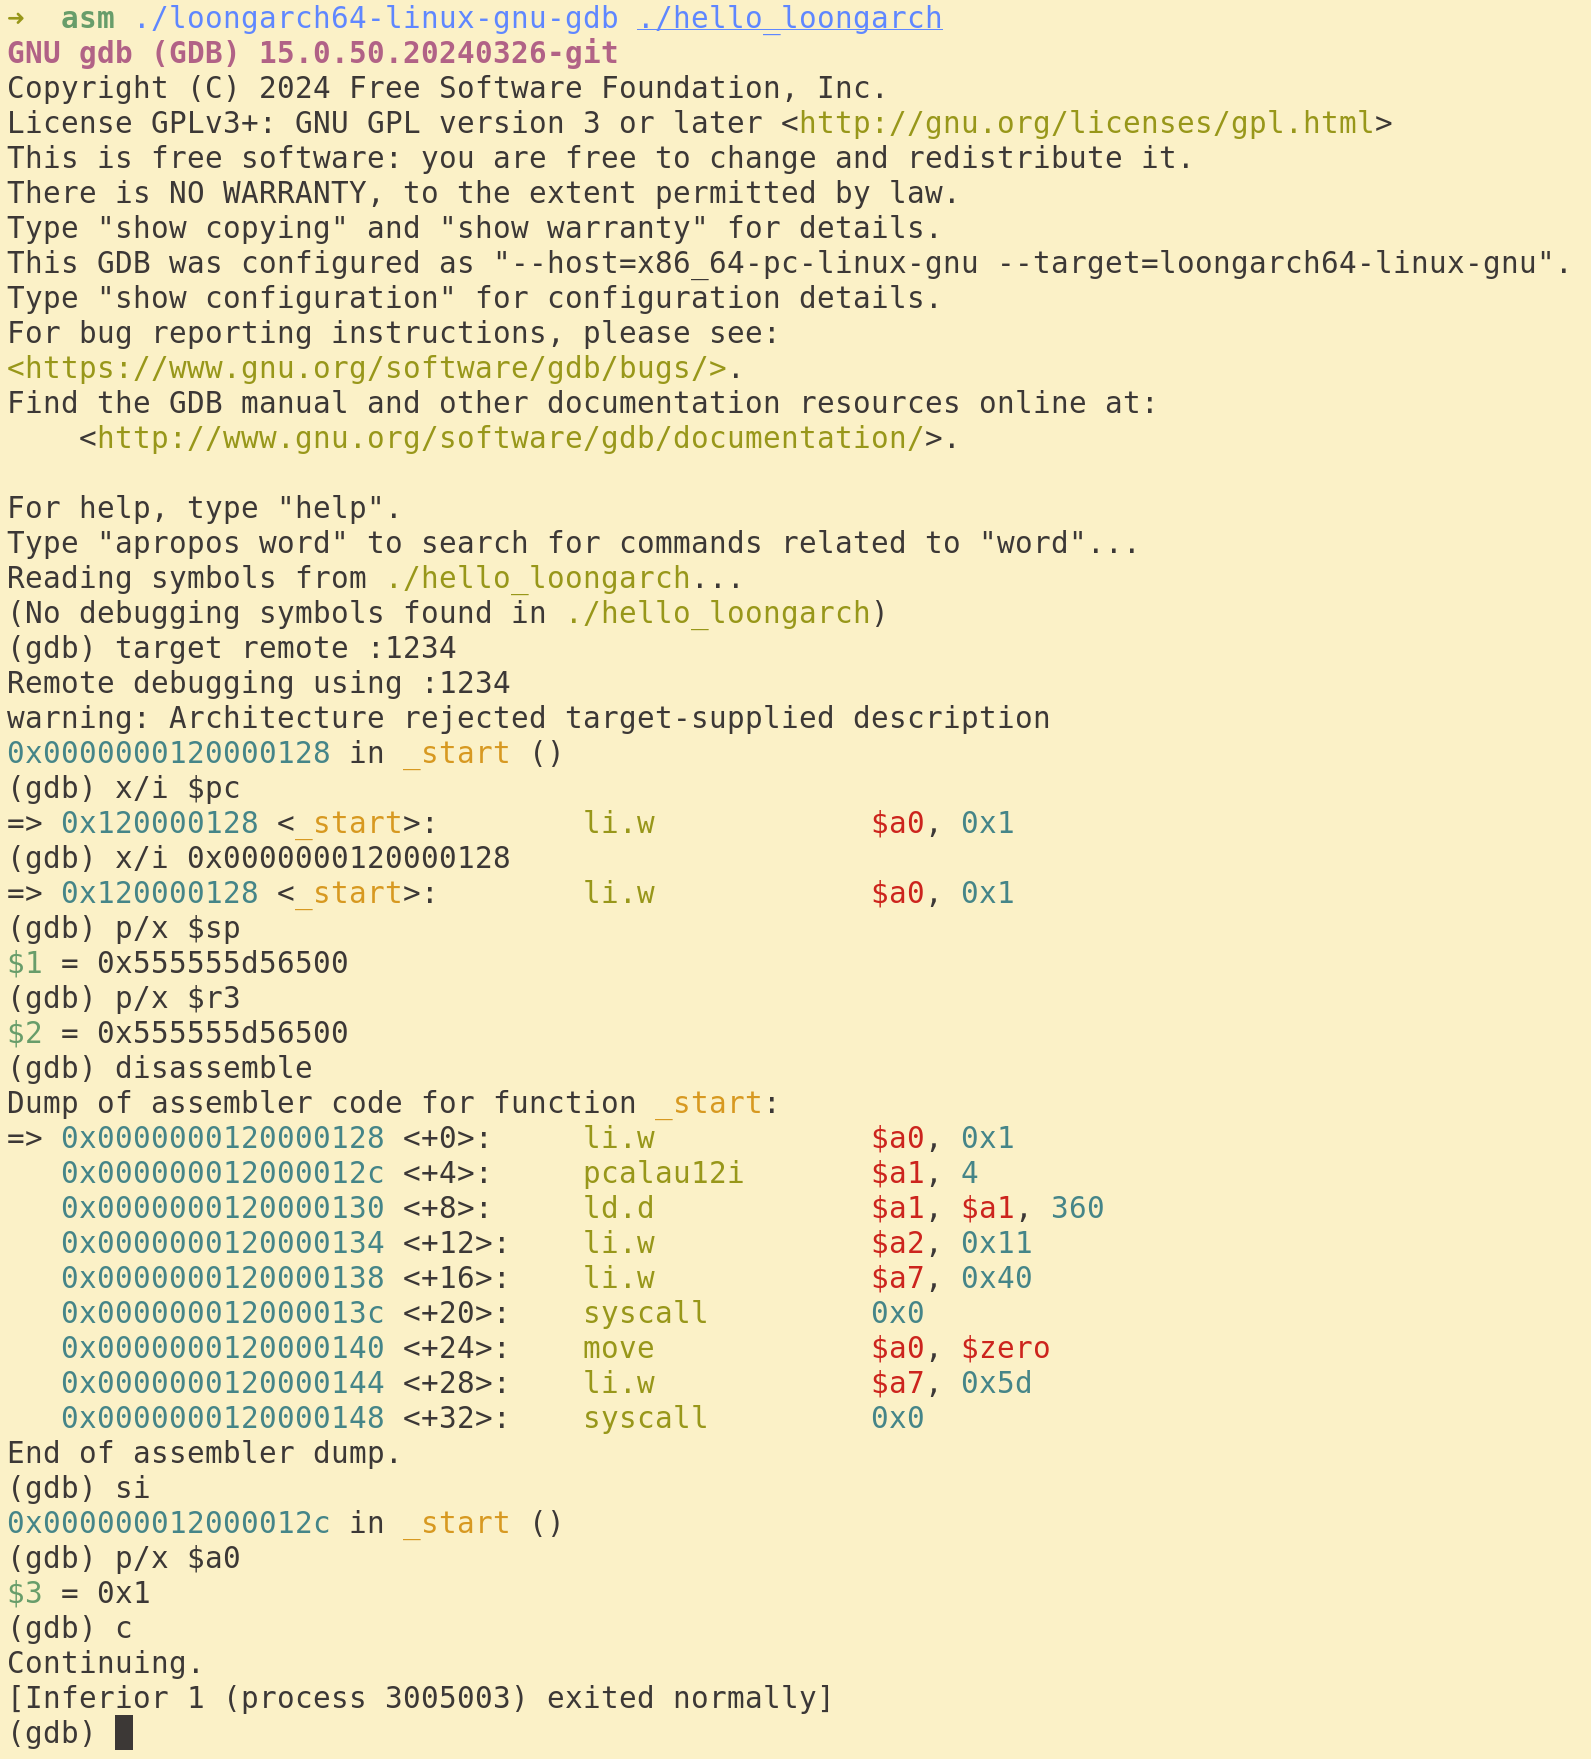 ➜  asm ./loongarch64-linux-gnu-gdb ./hello_loongarch
GNU gdb (GDB) 15.0.50.20240326-git
Copyright (C) 2024 Free Software Foundation, Inc.
License GPLv3+: GNU GPL version 3 or later <http://gnu.org/licenses/gpl.html>
This is free software: you are free to change and redistribute it.
There is NO WARRANTY, to the extent permitted by law.
Type "show copying" and "show warranty" for details.
This GDB was configured as "--host=x86_64-pc-linux-gnu --target=loongarch64-linux-gnu".
Type "show configuration" for configuration details.
For bug reporting instructions, please see:
<https://www.gnu.org/software/gdb/bugs/>.
Find the GDB manual and other documentation resources online at:
    <http://www.gnu.org/software/gdb/documentation/>.

For help, type "help".
Type "apropos word" to search for commands related to "word"...
Reading symbols from ./hello_loongarch...
(No debugging symbols found in ./hello_loongarch)
(gdb) target remote :1234
Remote debugging using :1234
warning: Architecture rejected target-supplied description
0x0000000120000128 in _start ()
(gdb) x/i $pc
=> 0x120000128 <_start>:        li.w            $a0, 0x1
(gdb) x/i 0x0000000120000128
=> 0x120000128 <_start>:        li.w            $a0, 0x1
(gdb) p/x $sp
$1 = 0x555555d56500
(gdb) p/x $r3
$2 = 0x555555d56500
(gdb) disassemble
Dump of assembler code for function _start:
=> 0x0000000120000128 <+0>:     li.w            $a0, 0x1
   0x000000012000012c <+4>:     pcalau12i       $a1, 4
   0x0000000120000130 <+8>:     ld.d            $a1, $a1, 360
   0x0000000120000134 <+12>:    li.w            $a2, 0x11
   0x0000000120000138 <+16>:    li.w            $a7, 0x40
   0x000000012000013c <+20>:    syscall         0x0
   0x0000000120000140 <+24>:    move            $a0, $zero
   0x0000000120000144 <+28>:    li.w            $a7, 0x5d
   0x0000000120000148 <+32>:    syscall         0x0
End of assembler dump.
(gdb) si
0x000000012000012c in _start ()
(gdb) p/x $a0
$3 = 0x1
(gdb) c
Continuing.
[Inferior 1 (process 3005003) exited normally]
(gdb)